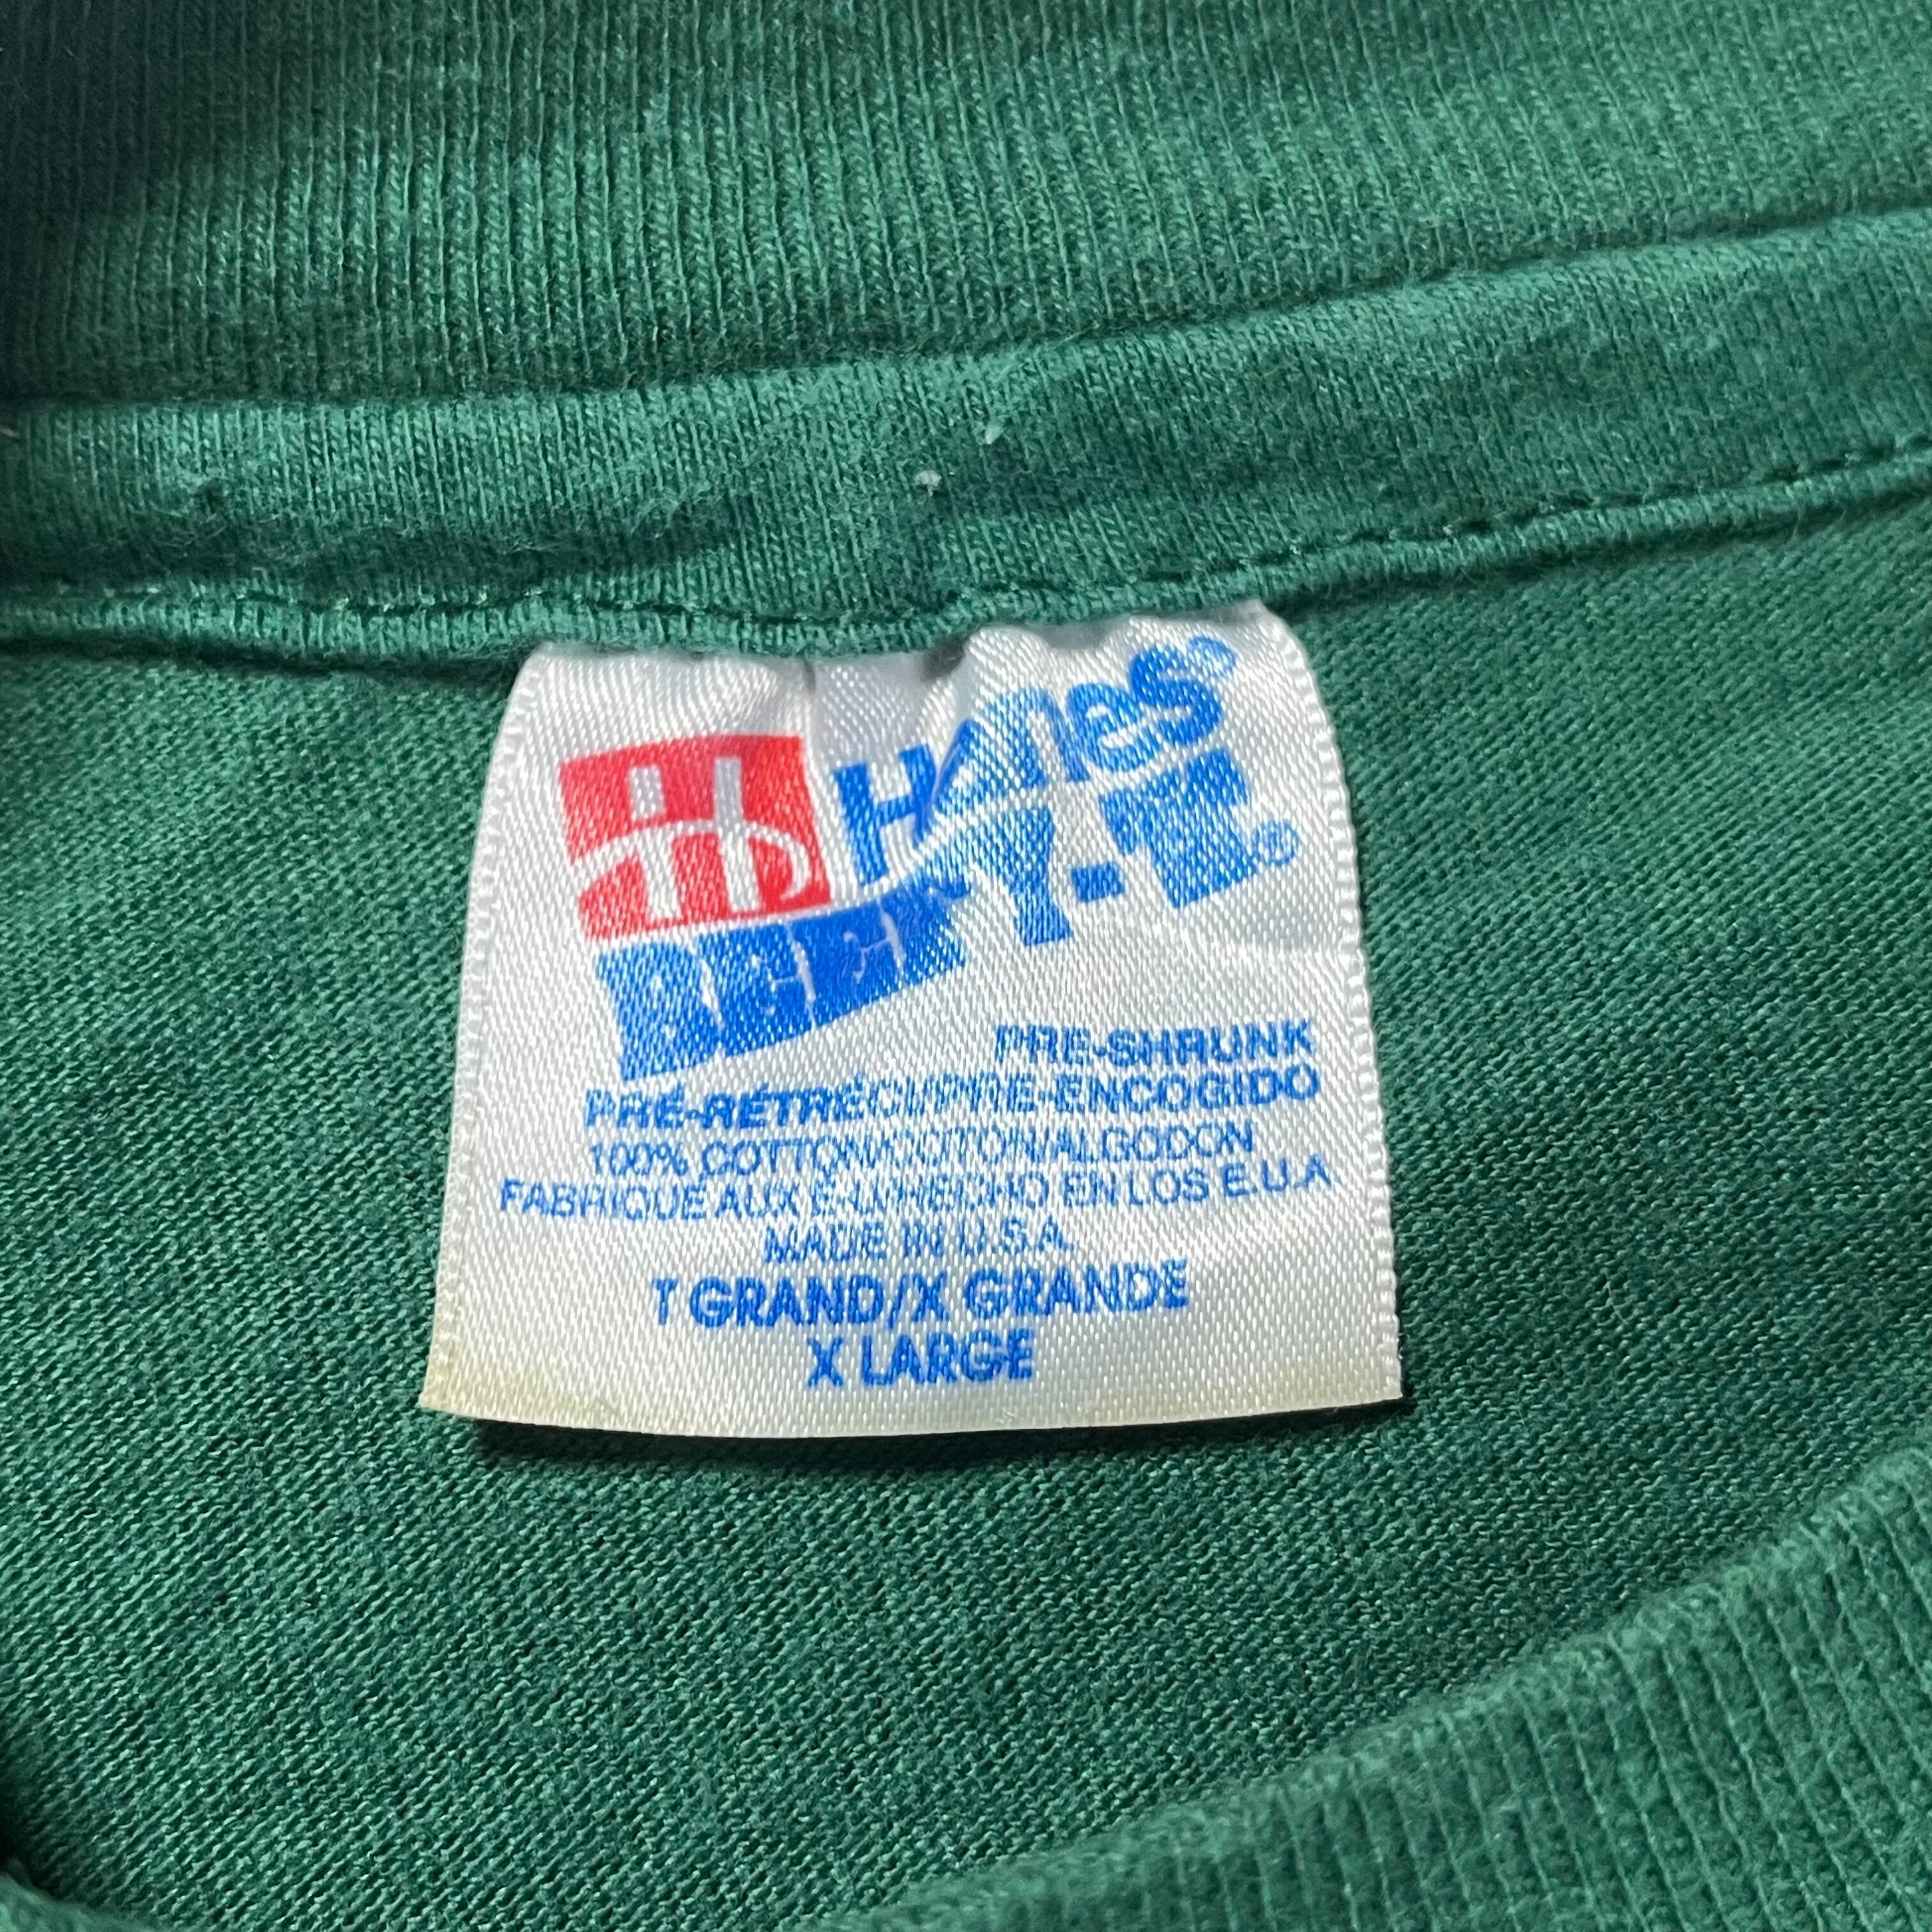 Hanes®
BEEFY-T®
PRE-SHRUNK
PRÉ-RÉTRÉCI/PRE-ENCOGIDO
100% COTTON/COTON/ALGODON
FABRIQUE AUX É-U/HECHO EN LOS E.U.A
MADE IN U.S.A.
T GRAND/X GRANDE
X LARGE